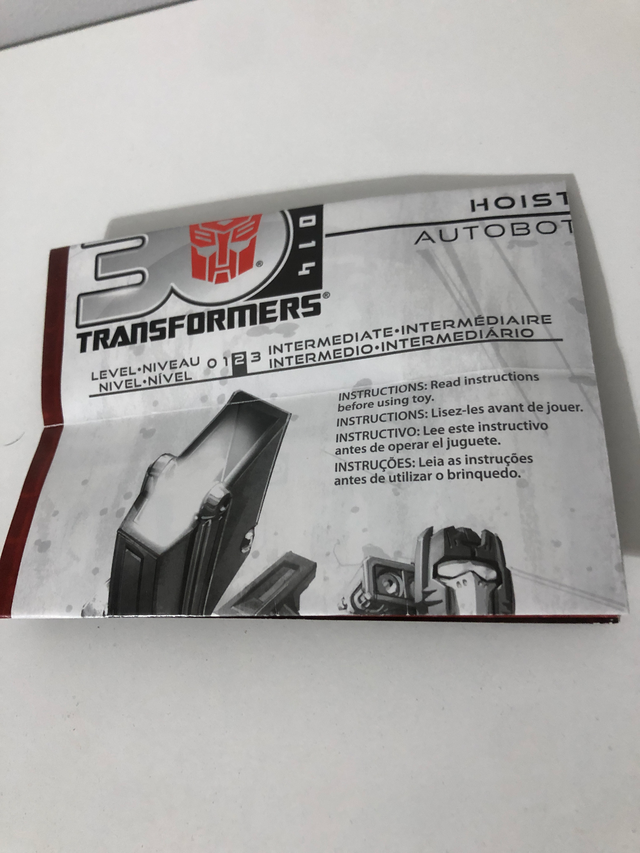 HOIST
AUTOBOT
30
014
®
TRANSFORMERS®
LEVEL•NIVEAU 0 1 2 3 INTERMEDIATE•INTERMÉDIAIRE
NIVEL•NÍVEL INTERMEDIO•INTERMEDIÁRIO
INSTRUCTIONS: Read instructions
before using toy.
INSTRUCTIONS: Lisez-les avant de jouer.
INSTRUCTIVO: Lee este instructivo
antes de operar el juguete.
INSTRUÇÕES: Leia as instruções
antes de utilizar o brinquedo.